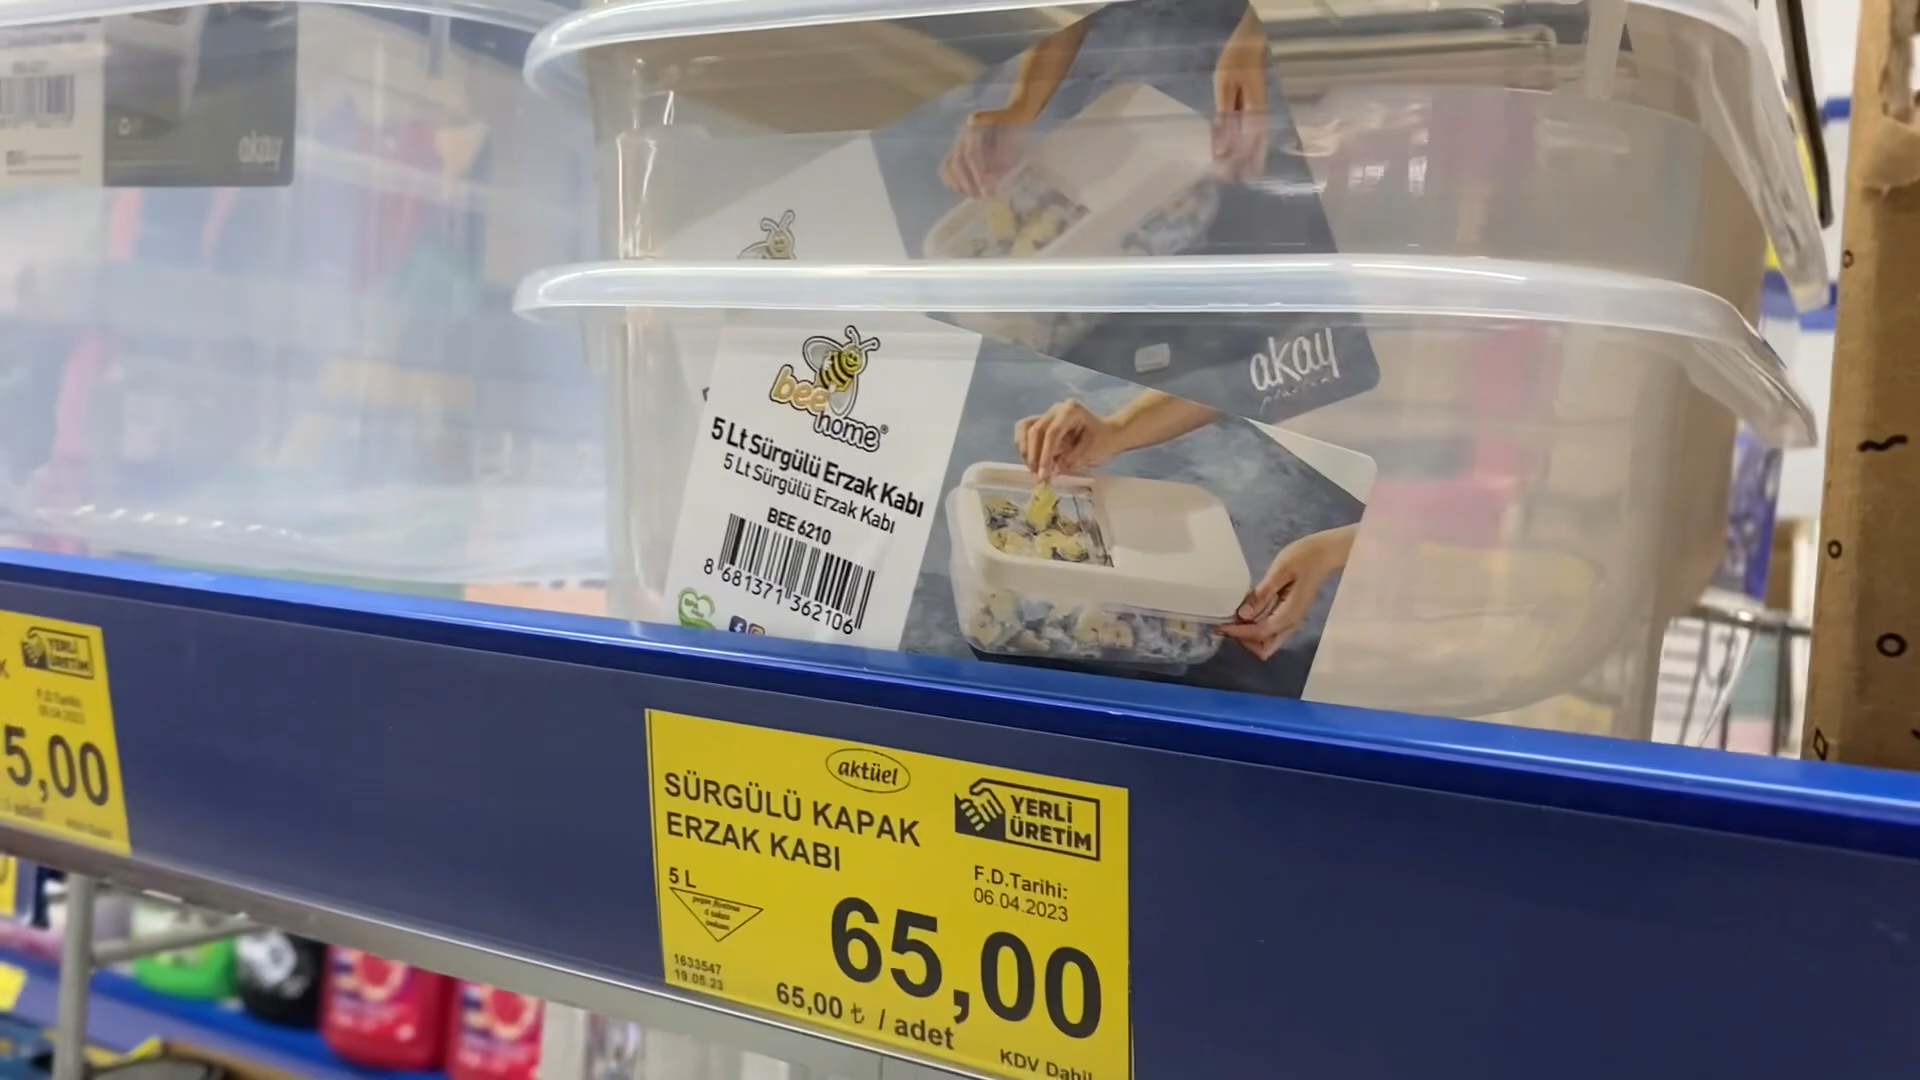 akay
bee
home®
5 Lt Sürgülü Erzak Kabı
5 Lt Sürgülü Erzak Kabı
BEE 6210
8 681371 362106
akay
YERLİ
ÜRETİM
F.D.Tarihi:
5,00
aktüel
SÜRGÜLÜ KAPAK
ERZAK KABI
YERLİ
ÜRETİM
5 L
F.D.Tarihi:
06.04.2023
65,00
1633547
19.05.23
65,00 ₺ / adet
KDV Dahil